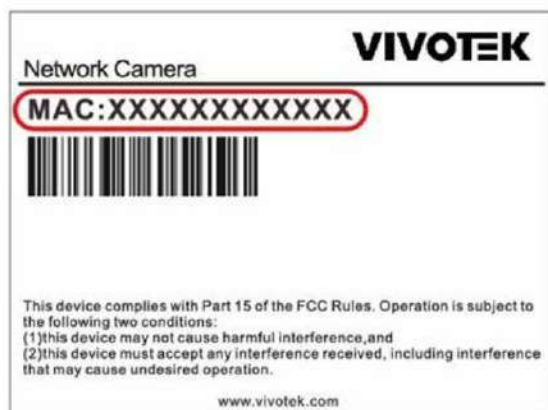 VIVOTEK
Network Camera
MAC:XXXXXXXXXXXX
This device complies with Part 15 of the FCC Rules. Operation is subject to
the following two conditions:
(1)this device may not cause harmful interference,and
(2)this device must accept any interference received, including interference
that may cause undesired operation.
www.vivotek.com